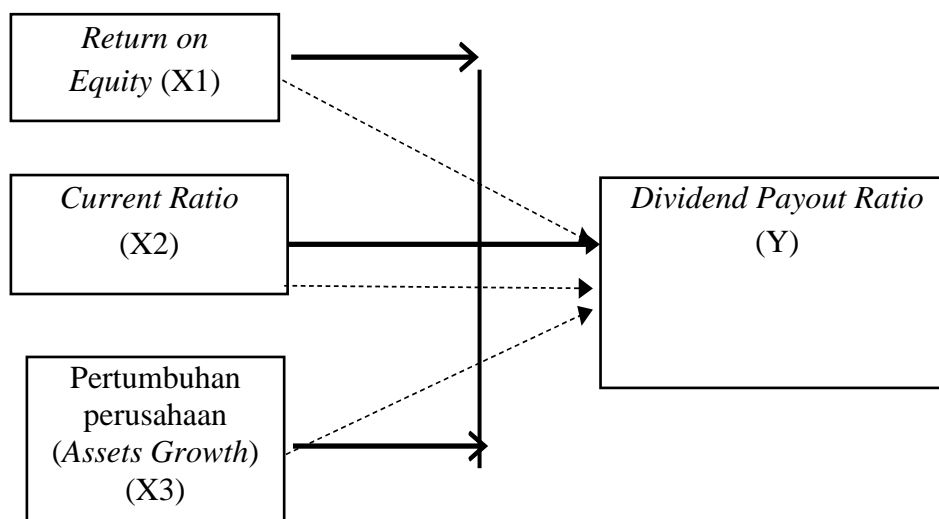 Return on
Equity (X1)
Current Ratio
(X2)
Pertumbuhan
perusahaan
(Assets Growth)
(X3)
Dividend Payout Ratio
(Y)